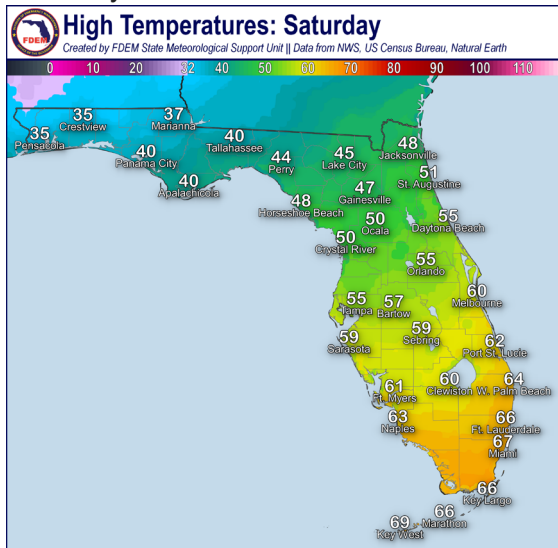 FDEM
High Temperatures: Saturday
Created by FDEM State Meteorological Support Unit || Data from NWS, US Census Bureau, Natural Earth
0 10 20 32 40 50 60 70 80 90 100 110
35
Crestview
37
Marianna
35
Pensacola
40
Tallahassee
48
Jacksonville
40
Panama City
44
Perry
45
Lake City
51
St. Augustine
40
Apalachicola
47
Gainesville
48
Horseshoe Beach
50
Ocala
55
Daytona Beach
50
Crystal River
55
Orlando
55
Tampa
57
Bartow
60
Melbourne
59
Sarasota
59
Sebring
62
Port St. Lucie
61
Ft. Myers
60
Clewiston
64
W. Palm Beach
63
Naples
66
Ft. Lauderdale
67
Miami
66
Key Largo
66
Marathon
69
Key West